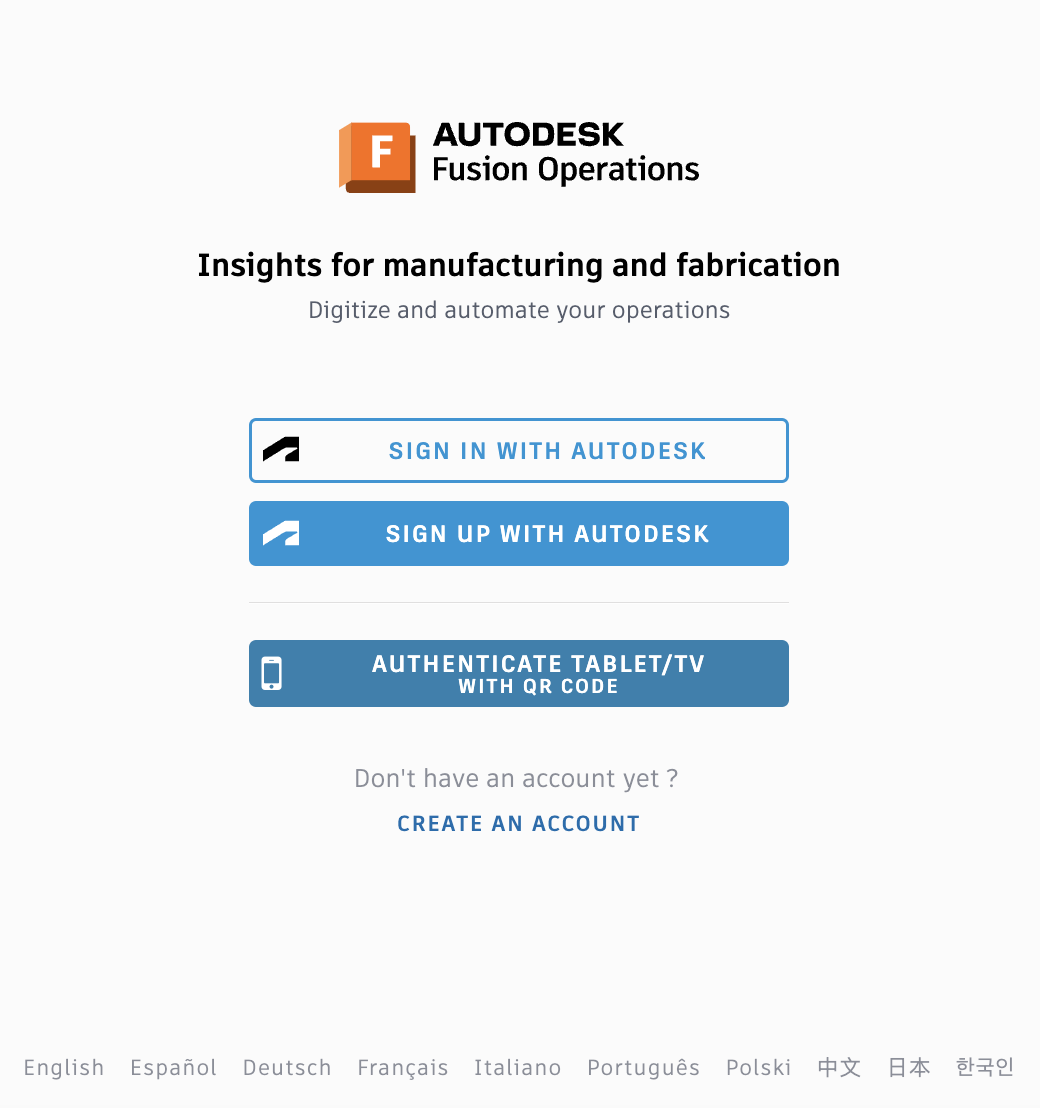 F
AUTODESK
Fusion Operations
Insights for manufacturing and fabrication
Digitize and automate your operations
SIGN IN WITH AUTODESK
SIGN UP WITH AUTODESK
AUTHENTICATE TABLET/TV
WITH QR CODE
Don't have an account yet ?
CREATE AN ACCOUNT
English Español Deutsch Français Italiano Português Polski 中文 日本 한국인